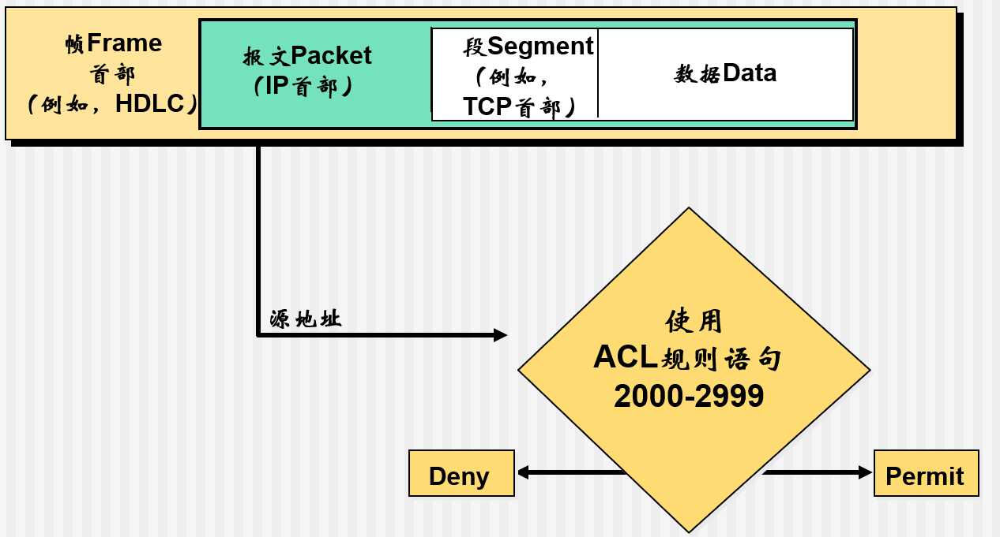 帧Frame
首部
（例如，HDLC）
报文Packet
（IP首部）
段Segment
（例如，
TCP首部）
数据Data
源地址
使用
ACL规则语句
2000-2999
Deny
Permit